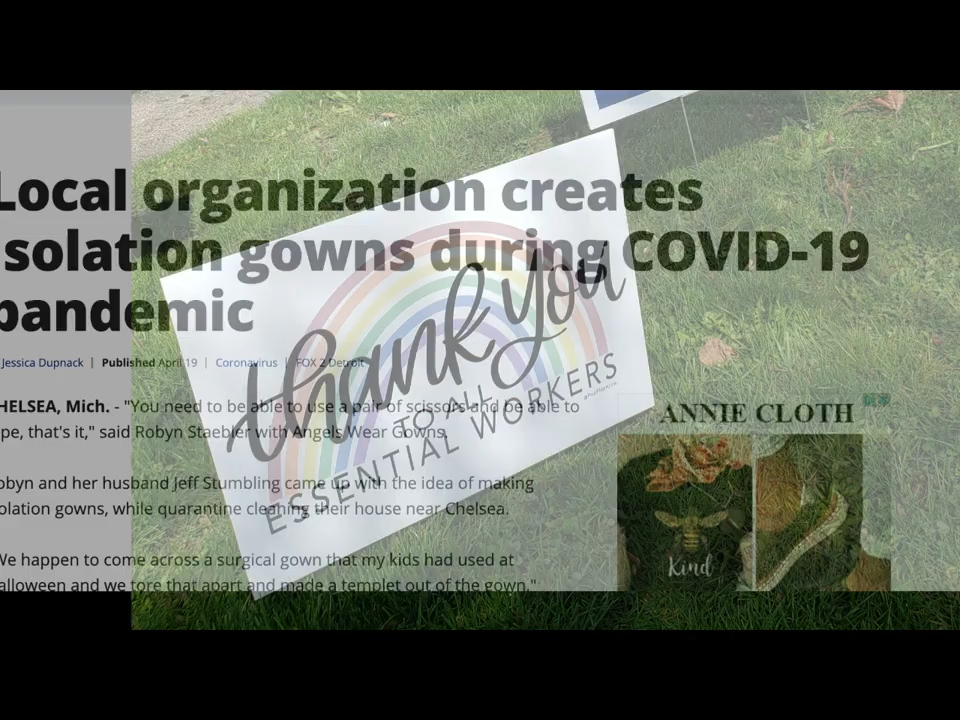 Local organization creates
isolation gowns during COVID-19
pandemic
Jessica Dupnack | Published April 19 | Coronavirus | FOX 2 Detroit
HELSEA, Mich. - "You need to be able to use a pair of scissors and be able to
pe, that's it," said Robyn Staebler with Angels Wear Gowns.
obyn and her husband Jeff Stumbling came up with the idea of making
olation gowns, while quarantine cleaning their house near Chelsea.
We happen to come across a surgical gown that my kids had used at
alloween and we tore that apart and made a templet out of the gown,"
thank you
TO ALL
ESSENTIAL WORKERS
ANNIE CLOTH
Kind